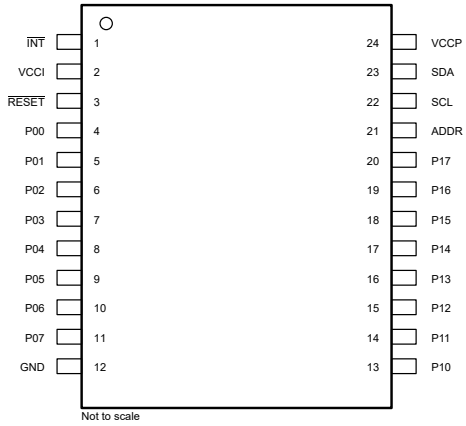 INT 1 24 VCCP
VCCI 2 23 SDA
RESET 3 22 SCL
P00 4 21 ADDR
P01 5 20 P17
P02 6 19 P16
P03 7 18 P15
P04 8 17 P14
P05 9 16 P13
P06 10 15 P12
P07 11 14 P11
GND 12 13 P10
Not to scale